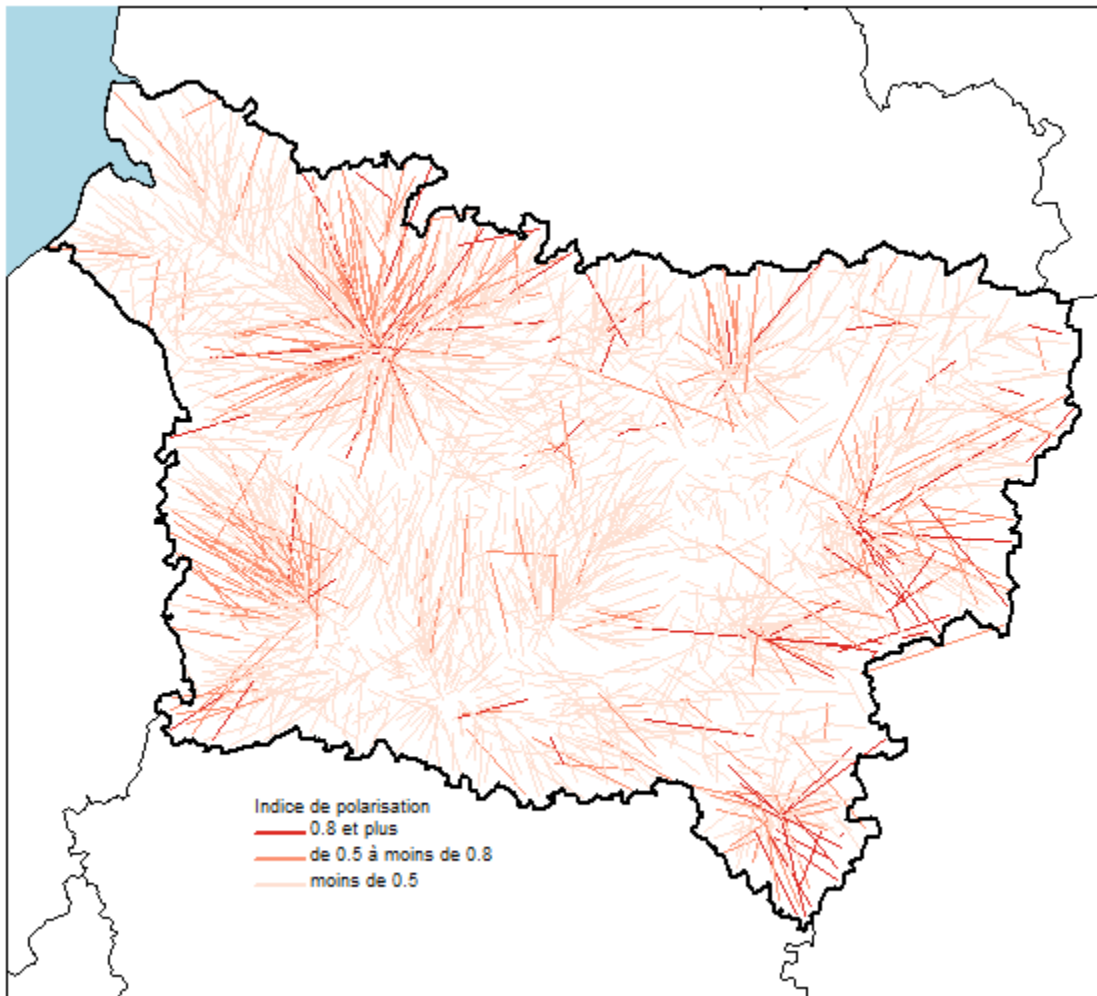 Indice de polarisation
0.8 et plus
de 0.5 à moins de 0.8
moins de 0.5